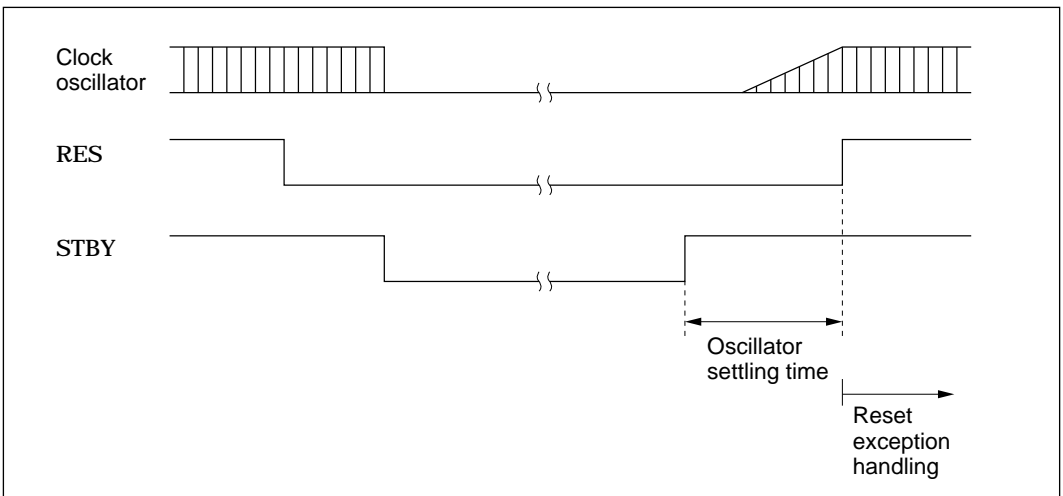 Clock
oscillator
RES
STBY
Oscillator
settling time
Reset
exception
handling